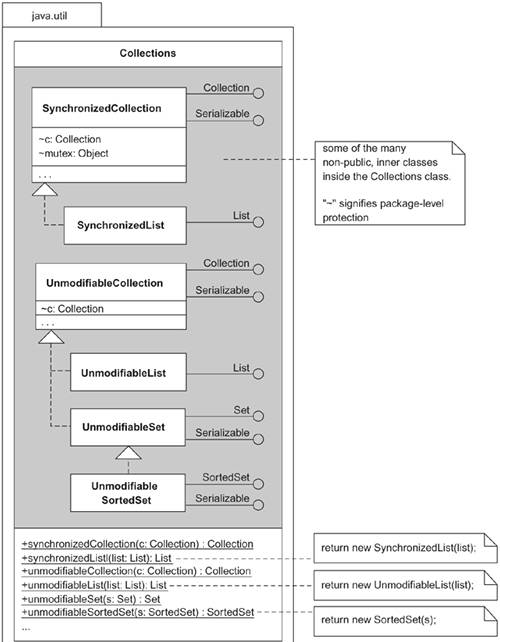 java.util
Collections
SynchronizedCollection
~c: Collection
~mutex: Object
. . .
Collection
Serializable
some of the many
non-public, inner classes
inside the Collections class.
"~" signifies package-level
protection
SynchronizedList
List
UnmodifiableCollection
~c: Collection
. . .
Collection
Serializable
UnmodifiableList
List
UnmodifiableSet
Set
Serializable
Unmodifiable
SortedSet
SortedSet
Serializable
+synchronizedCollection(c: Collection) : Collection
+synchronizedListl(list: List): List
+unmodifiableCollection(c: Collection) : Collection
+unmodifiableList(list: List): List
+unmodifiableSet(s: Set) : Set
+unmodifiableSortedSet(s: SortedSet) : SortedSet
...
return new SynchronizedList(list);
return new UnmodifiableList(list);
return new SortedSet(s);